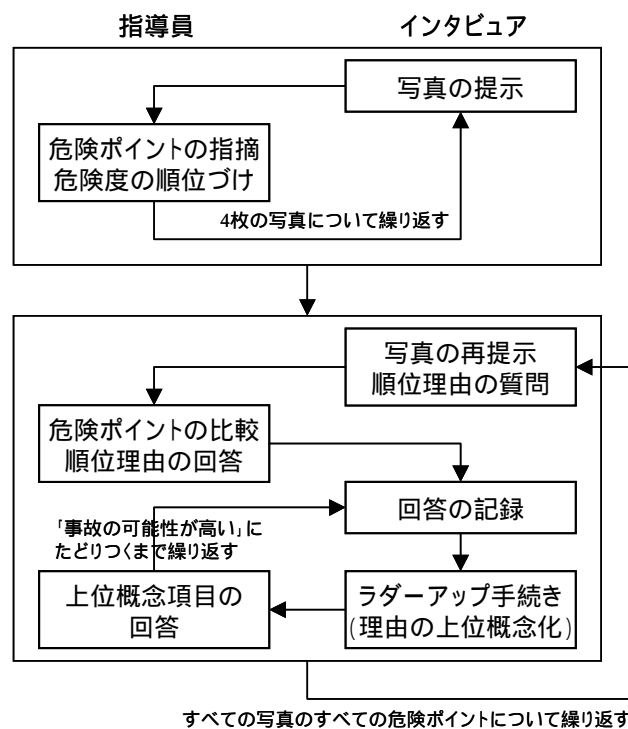 指導員
インタビュア
写真の提示
危険ポイントの指摘
危険度の順位づけ
4枚の写真について繰り返す
写真の再提示
順位理由の質問
危険ポイントの比較
順位理由の回答
回答の記録
「事故の可能性が高い」に
たどりつくまで繰り返す
上位概念項目の
回答
ラダーアップ手続き
(理由の上位概念化)
すべての写真のすべての危険ポイントについて繰り返す